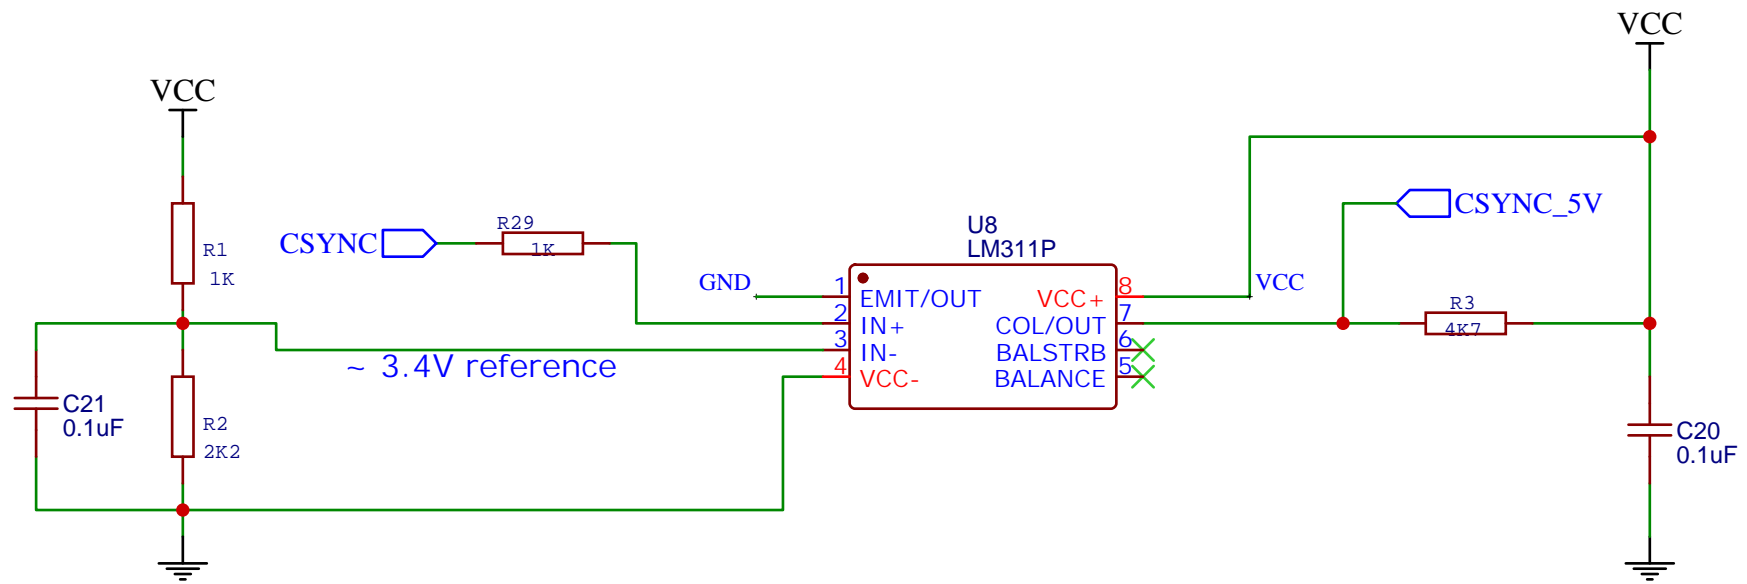 VCC
VCC
R1
1K
CSYNC
R29
1K
GND
U8
LM311P
1
EMIT/OUT
2
IN+
3
IN-
4
VCC-
VCC+
8
COL/OUT
7
BALSTRB
6
BALANCE
5
VCC
CSYNC_5V
R3
4K7
~ 3.4V reference
C21
0.1uF
R2
2K2
C20
0.1uF